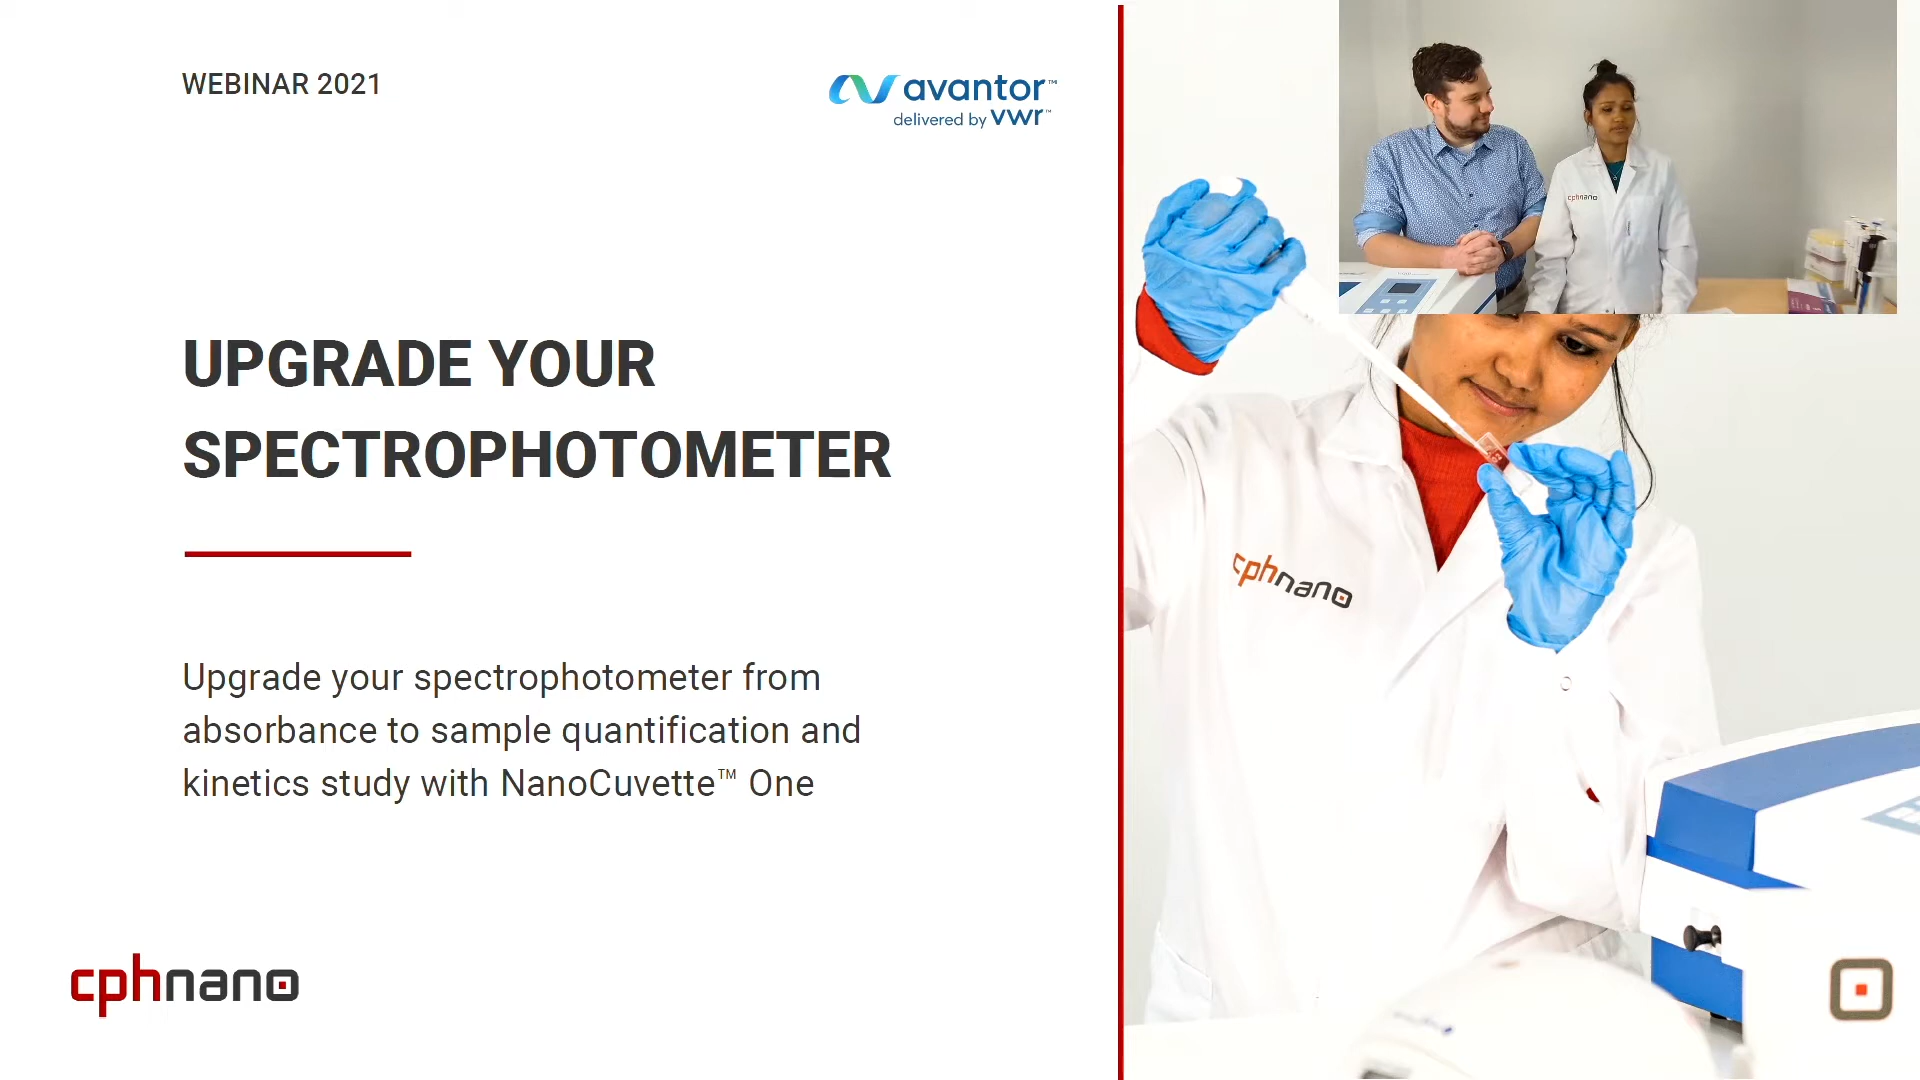 WEBINAR 2021
avantor™
delivered by vwr™
UPGRADE YOUR
SPECTROPHOTOMETER
Upgrade your spectrophotometer from
absorbance to sample quantification and
kinetics study with NanoCuvette™ One
cphnano
cphnano
cphnano